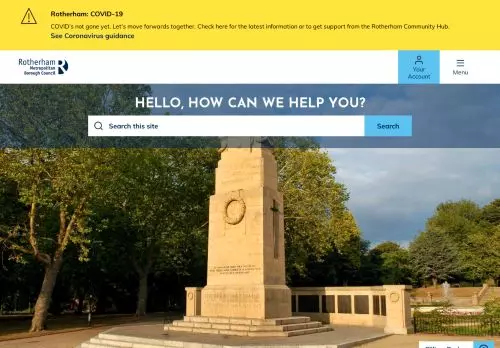 Rotherham: COVID-19
COVID's not gone yet. Let's move forwards together. Check here for the latest information or to get support from the Rotherham Community Hub.
See Coronavirus guidance
Rotherham
Metropolitan
Borough Council
Your
Account
Menu
HELLO, HOW CAN WE HELP YOU?
Search this site
Search